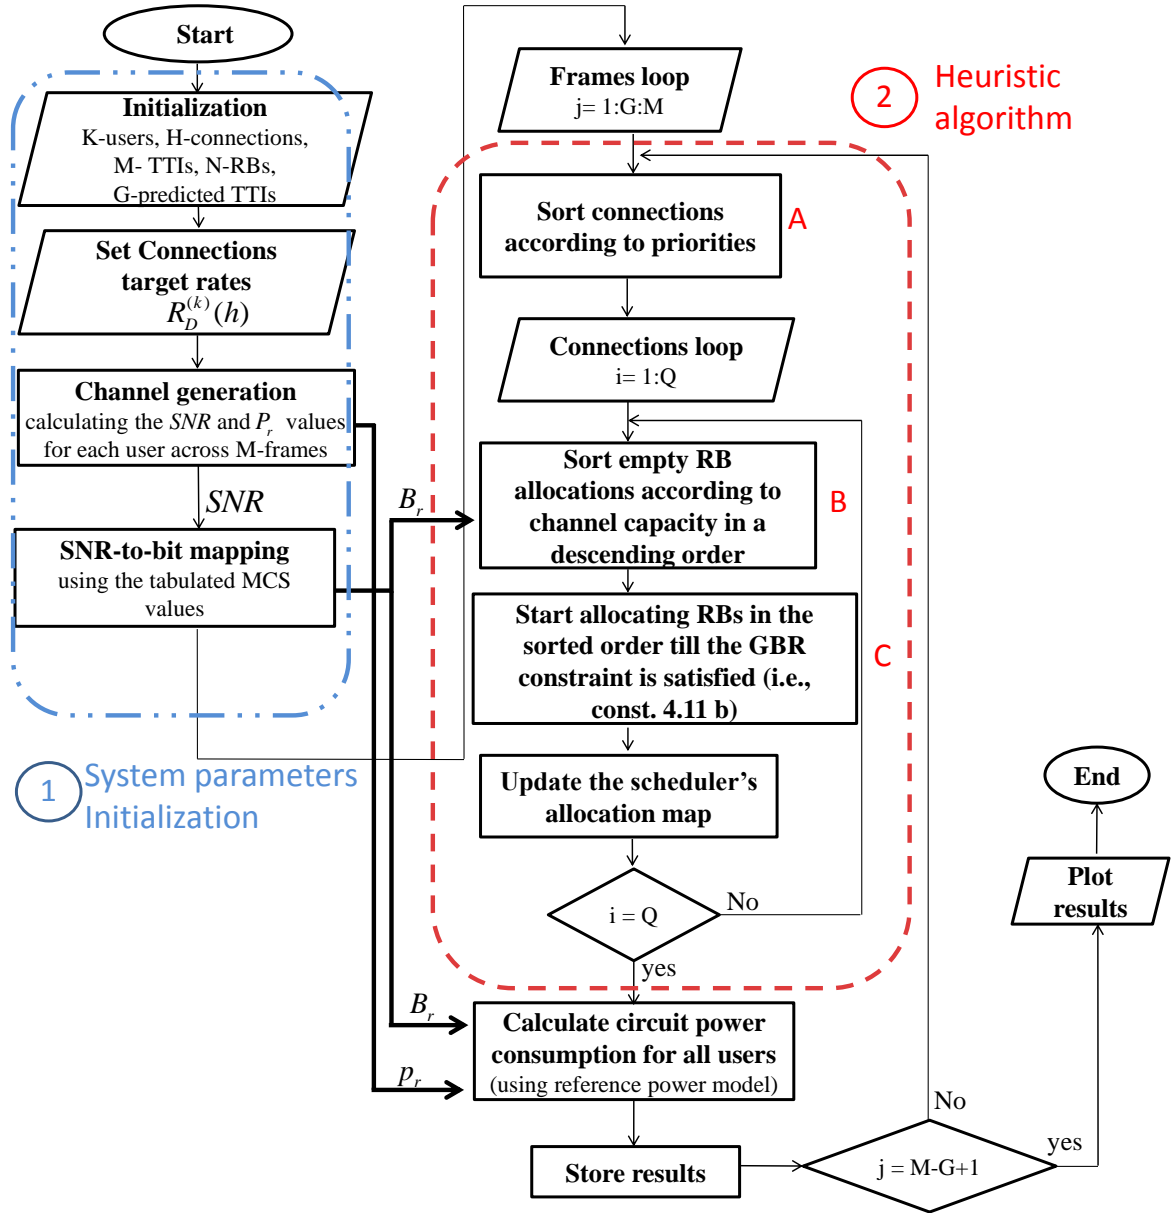 Start
Initialization
K-users, H-connections,
M- TTIs, N-RBs,
G-predicted TTIs
Set Connections
target rates
R_D^(k)(h)
Channel generation
calculating the SNR and P_r values
for each user across M-frames
SNR
SNR-to-bit mapping
using the tabulated MCS
values
1
System parameters
Initialization
Frames loop
j= 1:G:M
2
Heuristic
algorithm
Sort connections
according to priorities
A
Connections loop
i= 1:Q
B_r
Sort empty RB
allocations according to
channel capacity in a
descending order
B
Start allocating RBs in the
sorted order till the GBR
constraint is satisfied (i.e.,
const. 4.11 b)
C
Update the scheduler’s
allocation map
i = Q
No
yes
B_r
p_r
Calculate circuit power
consumption for all users
(using reference power model)
Store results
j = M-G+1
No
yes
Plot
results
End